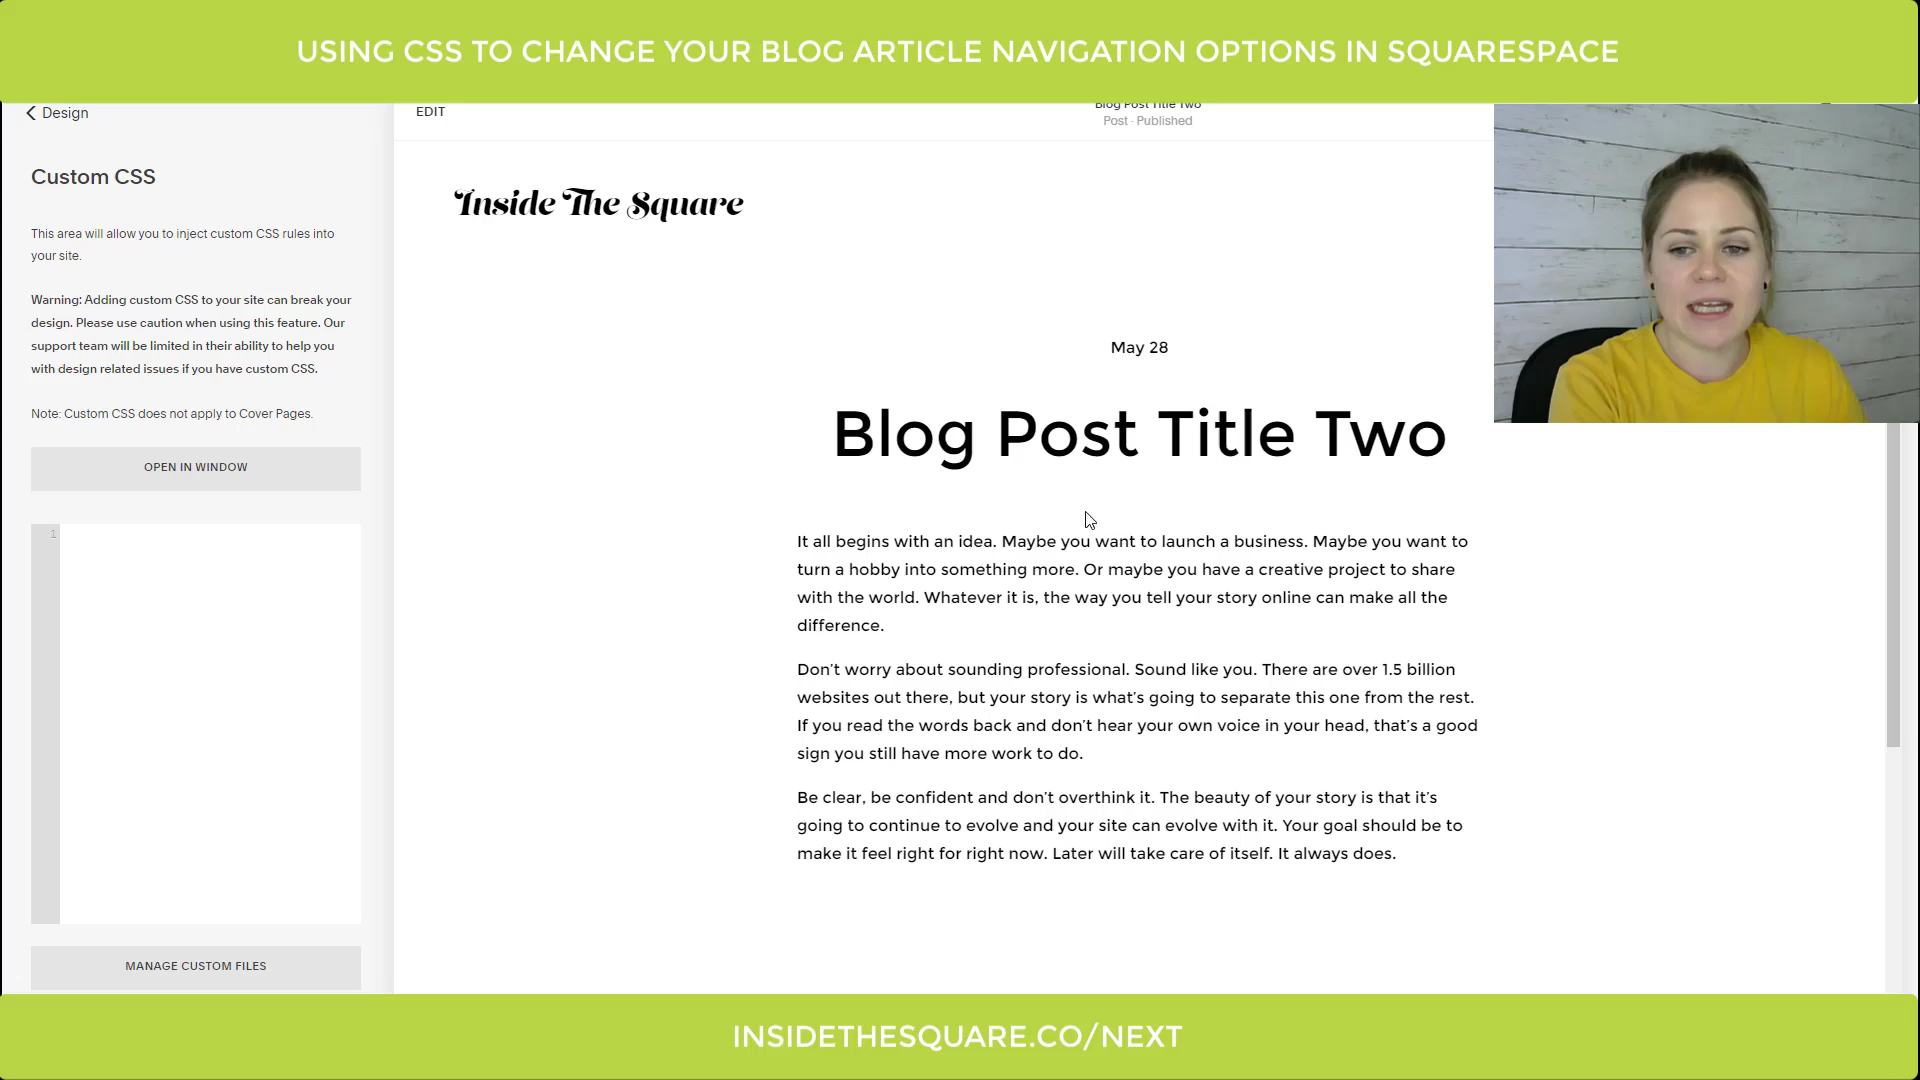 USING CSS TO CHANGE YOUR BLOG ARTICLE NAVIGATION OPTIONS IN SQUARESPACE
Design
Custom CSS
This area will allow you to inject custom CSS rules into
your site.
Warning: Adding custom CSS to your site can break your
design. Please use caution when using this feature. Our
support team will be limited in their ability to help you
with design related issues if you have custom CSS.
Note: Custom CSS does not apply to Cover Pages.
OPEN IN WINDOW
1
MANAGE CUSTOM FILES
EDIT
Blog Post Title Two
Post · Published
Inside The Square
May 28
Blog Post Title Two
It all begins with an idea. Maybe you want to launch a business. Maybe you want to
turn a hobby into something more. Or maybe you have a creative project to share
with the world. Whatever it is, the way you tell your story online can make all the
difference.
Don’t worry about sounding professional. Sound like you. There are over 1.5 billion
websites out there, but your story is what’s going to separate this one from the rest.
If you read the words back and don’t hear your own voice in your head, that’s a good
sign you still have more work to do.
Be clear, be confident and don’t overthink it. The beauty of your story is that it’s
going to continue to evolve and your site can evolve with it. Your goal should be to
make it feel right for right now. Later will take care of itself. It always does.
INSIDETHESQUARE.CO/NEXT